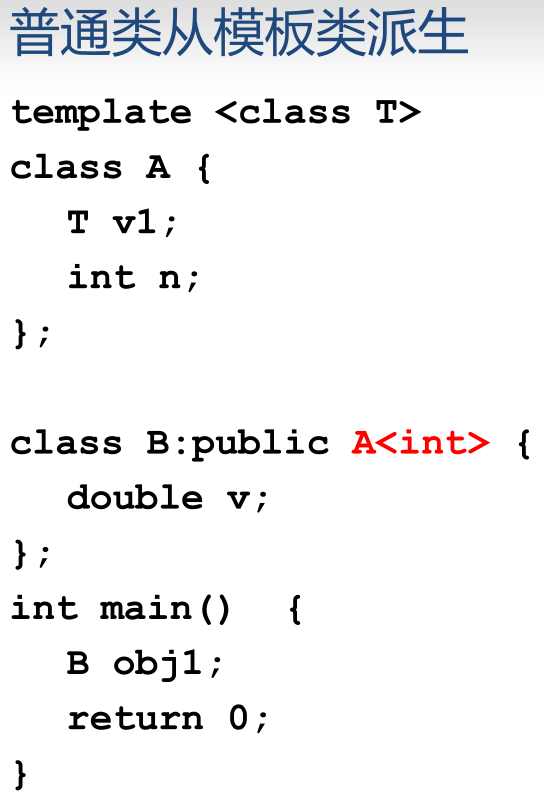 普通类从模板类派生
template <class T>
class A {
T v1;
int n;
};
class B:public A<int> {
double v;
};
int main() {
B obj1;
return 0;
}